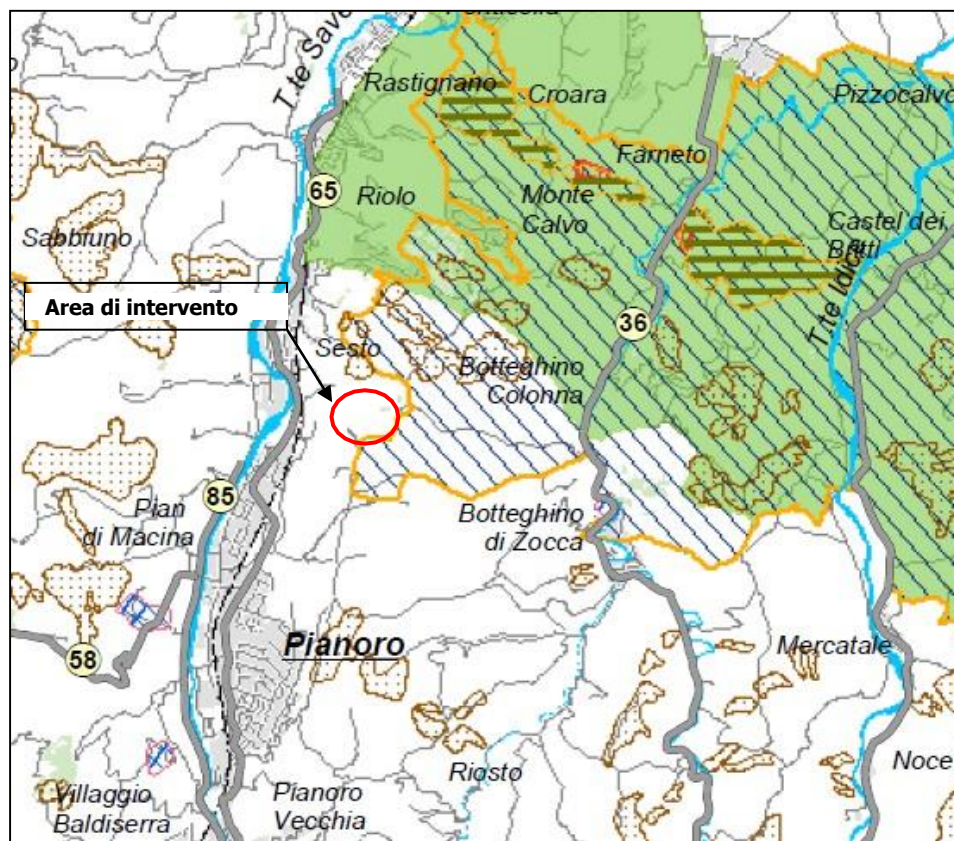 T.te Save
Rastignano
Croara
Pizzocalvo
Farneto
65
Riolo
Monte
Calvo
Castel dei
Britti
Sabbiuno
T.te Idice
Area di intervento
36
Sesto
Botteghino
Colonna
85
Pian
di Macina
Botteghino
di Zocca
Pianoro
58
Mercatale
Noce
Riosto
Villaggio
Baldiserra
Pianoro
Vecchia